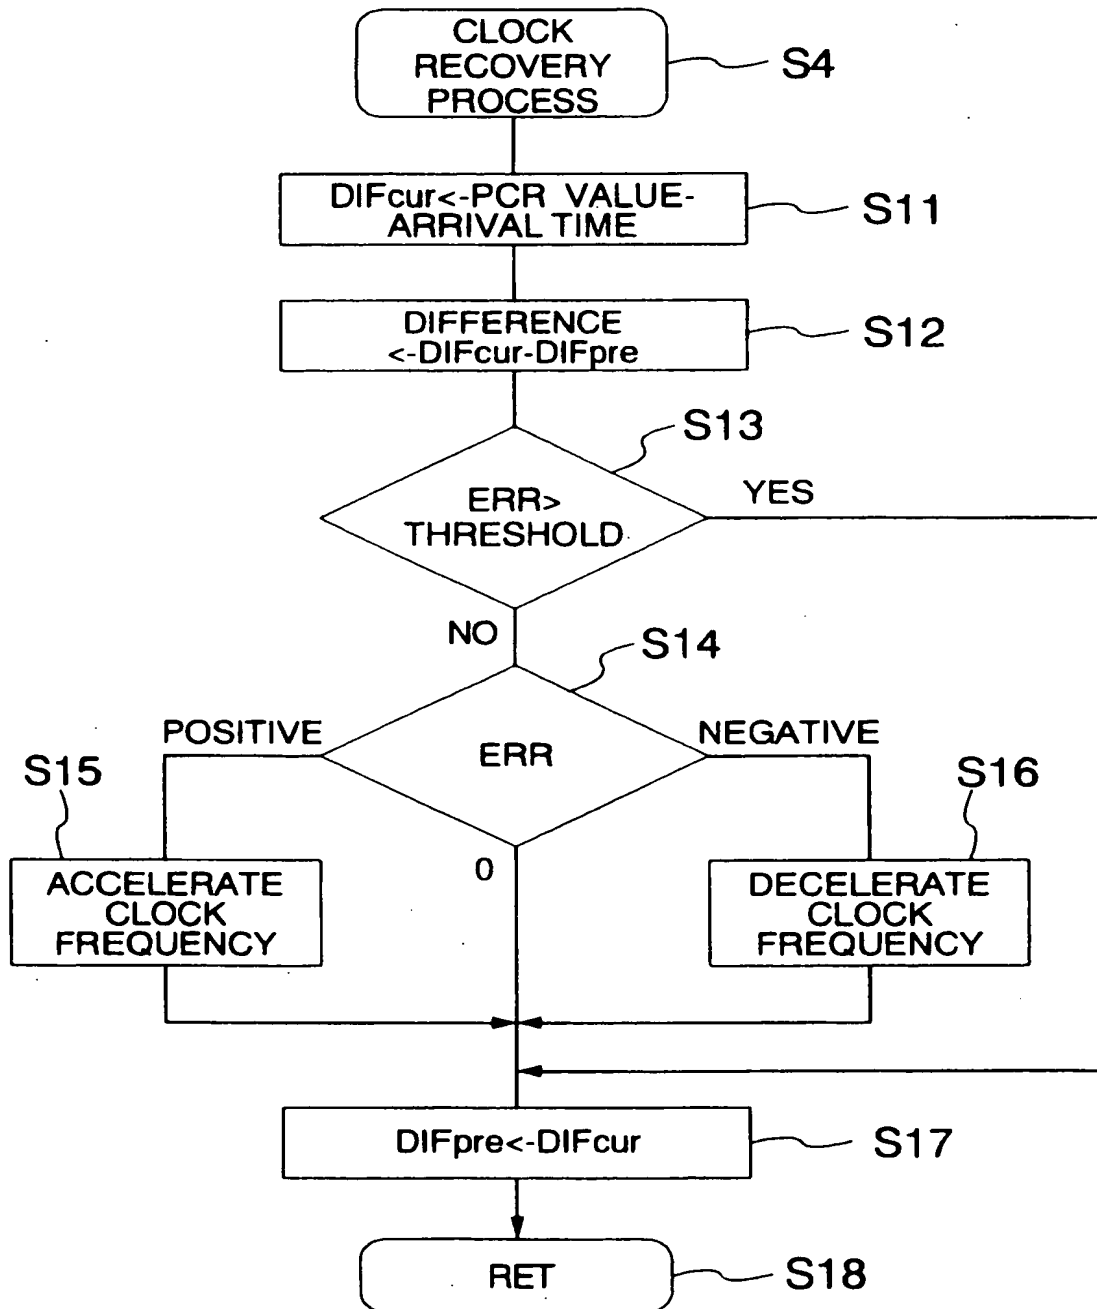 CLOCK
RECOVERY
PROCESS
S4
DIFcur<-PCR VALUE-
ARRIVAL TIME
S11
DIFFERENCE
<-DIFcur-DIFpre
S12
S13
ERR>
THRESHOLD
YES
NO
S14
POSITIVE
ERR
NEGATIVE
S15
S16
0
ACCELERATE
CLOCK
FREQUENCY
DECELERATE
CLOCK
FREQUENCY
DIFpre<-DIFcur
S17
RET
S18